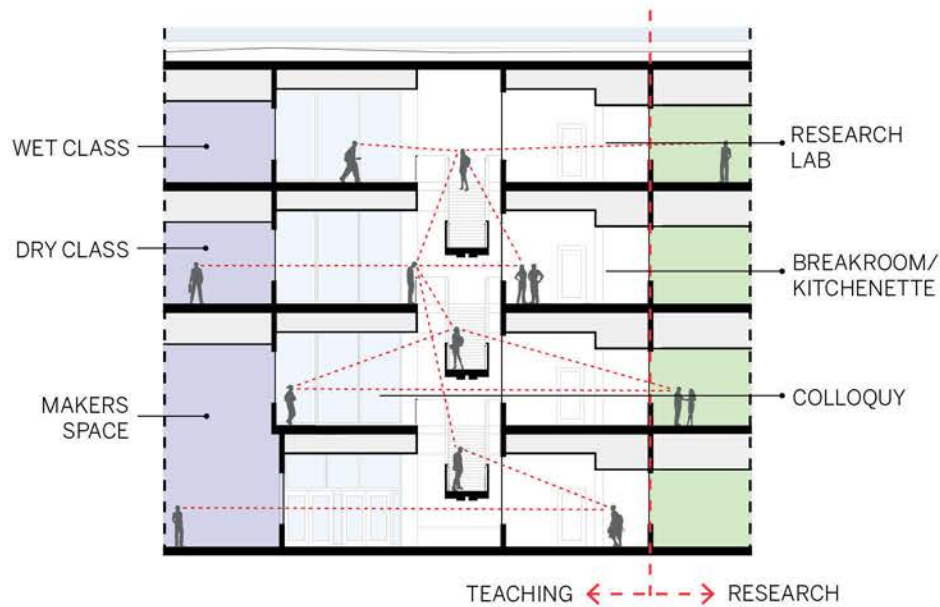 WET CLASS
RESEARCH
LAB
DRY CLASS
BREAKROOM/
KITCHENETTE
MAKERS
SPACE
COLLOQUY
TEACHING
RESEARCH